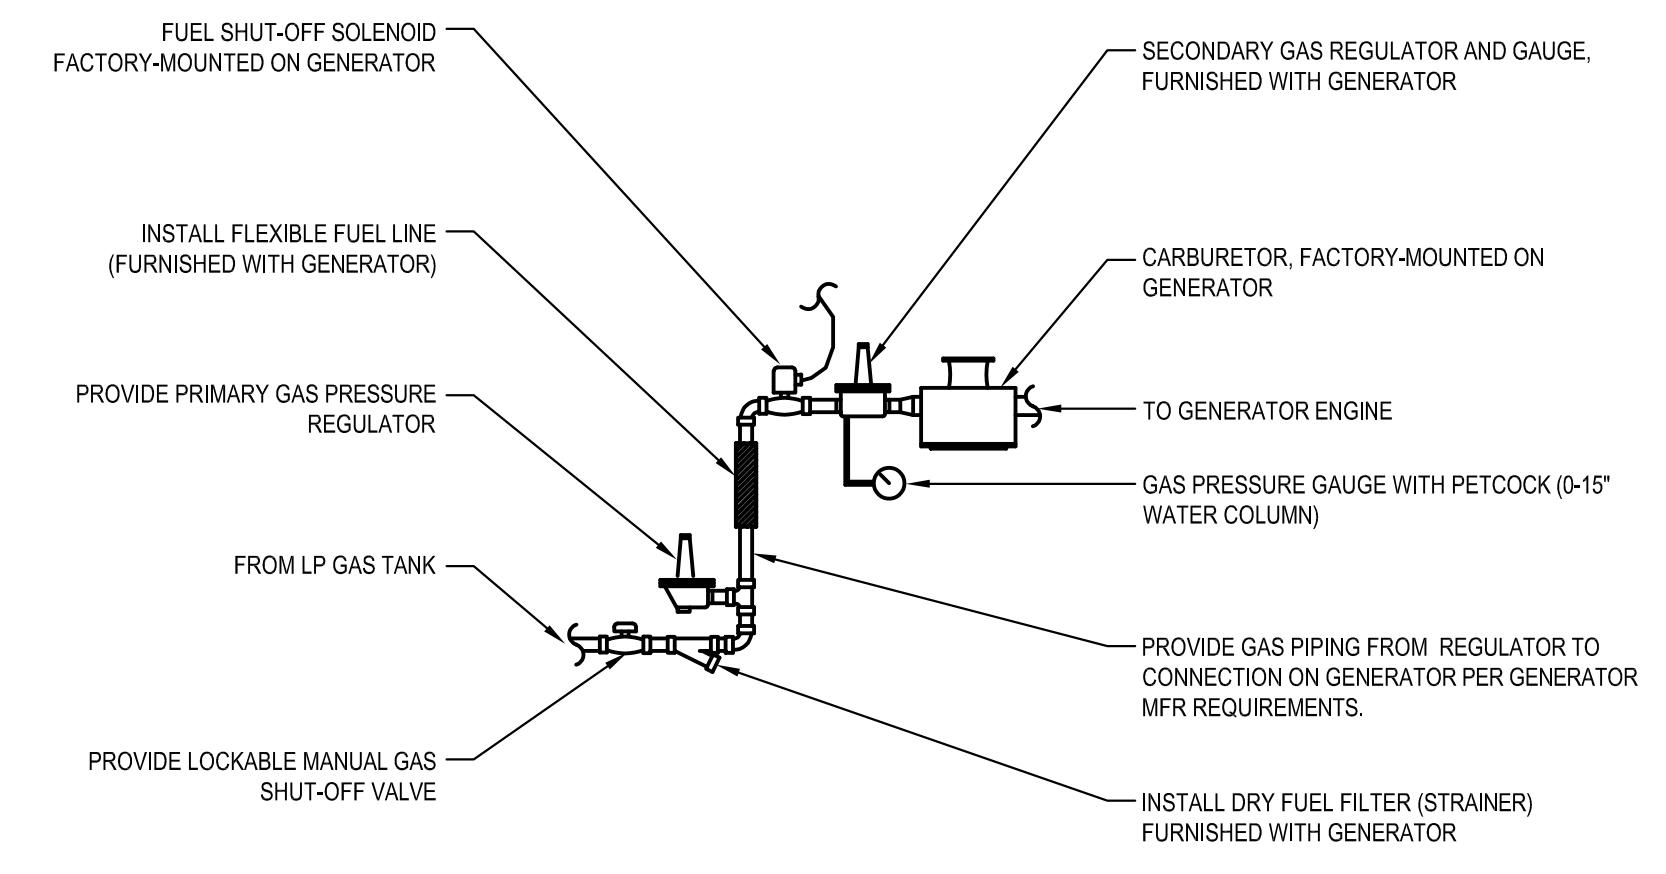 FUEL SHUT-OFF SOLENOID
FACTORY-MOUNTED ON GENERATOR
INSTALL FLEXIBLE FUEL LINE
(FURNISHED WITH GENERATOR)
PROVIDE PRIMARY GAS PRESSURE
REGULATOR
FROM LP GAS TANK
PROVIDE LOCKABLE MANUAL GAS
SHUT-OFF VALVE
SECONDARY GAS REGULATOR AND GAUGE,
FURNISHED WITH GENERATOR
CARBURETOR, FACTORY-MOUNTED ON
GENERATOR
TO GENERATOR ENGINE
GAS PRESSURE GAUGE WITH PETCOCK (0-15"
WATER COLUMN)
PROVIDE GAS PIPING FROM REGULATOR TO
CONNECTION ON GENERATOR PER GENERATOR
MFR REQUIREMENTS.
INSTALL DRY FUEL FILTER (STRAINER)
FURNISHED WITH GENERATOR